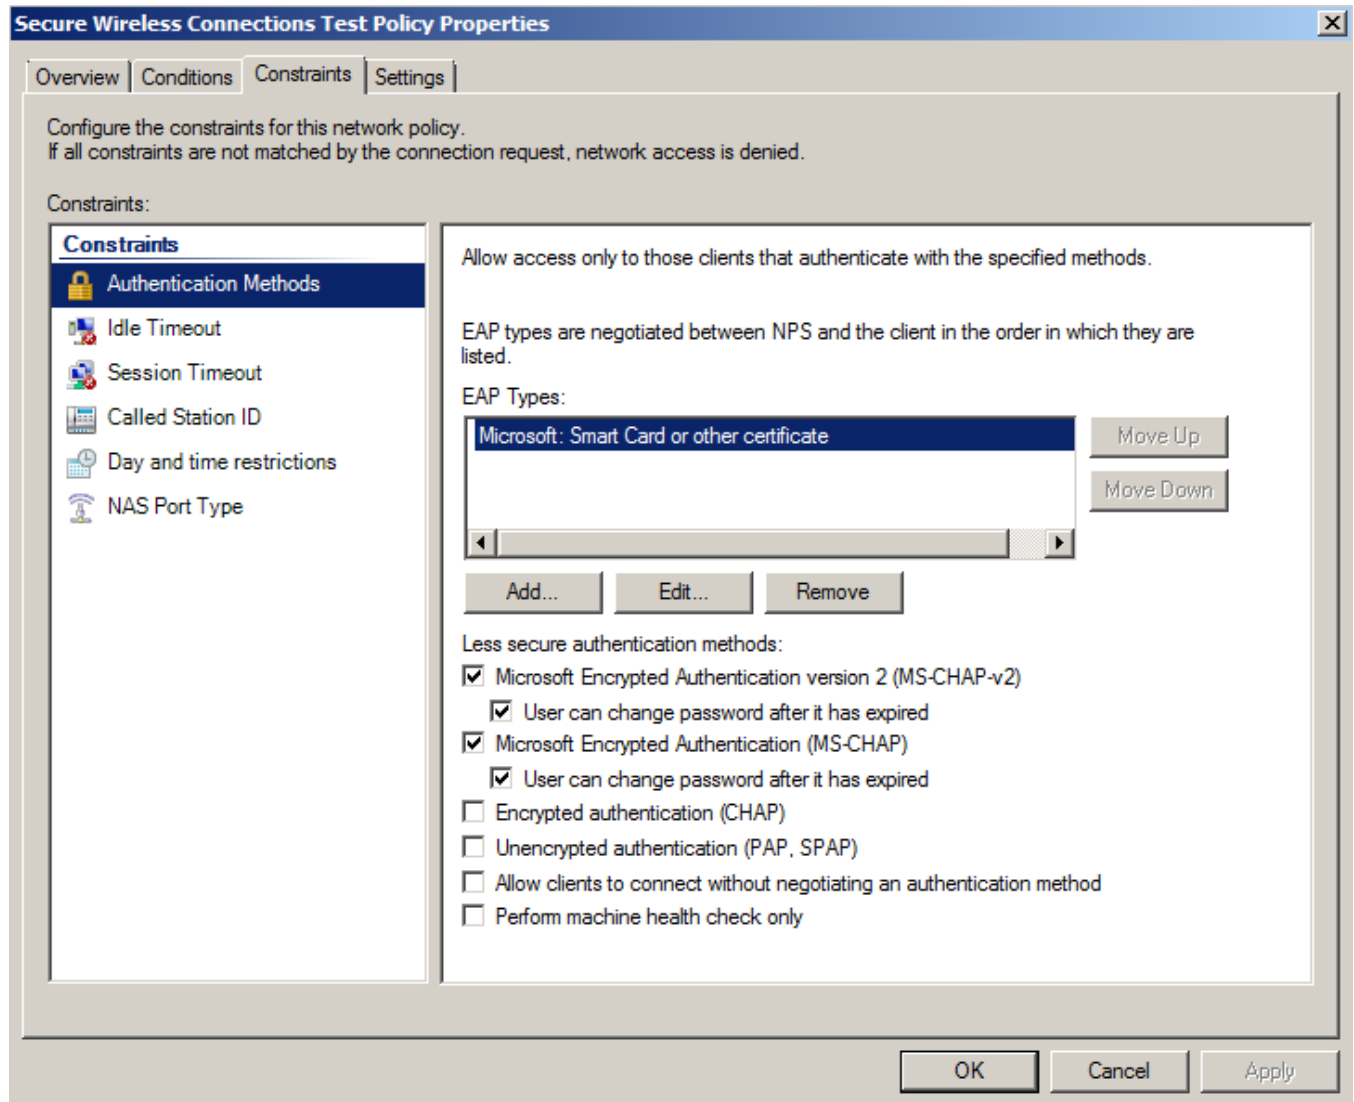 Secure Wireless Connections Test Policy Properties
Overview
Conditions
Constraints
Settings
Configure the constraints for this network policy.
If all constraints are not matched by the connection request, network access is denied.
Constraints:
Constraints
Authentication Methods
Idle Timeout
Session Timeout
Called Station ID
Day and time restrictions
NAS Port Type
Allow access only to those clients that authenticate with the specified methods.
EAP types are negotiated between NPS and the client in the order in which they are
listed.
EAP Types:
Microsoft: Smart Card or other certificate
Move Up
Move Down
Add...
Edit...
Remove
Less secure authentication methods:
Microsoft Encrypted Authentication version 2 (MS-CHAP-v2)
User can change password after it has expired
Microsoft Encrypted Authentication (MS-CHAP)
User can change password after it has expired
Encrypted authentication (CHAP)
Unencrypted authentication (PAP, SPAP)
Allow clients to connect without negotiating an authentication method
Perform machine health check only
OK
Cancel
Apply